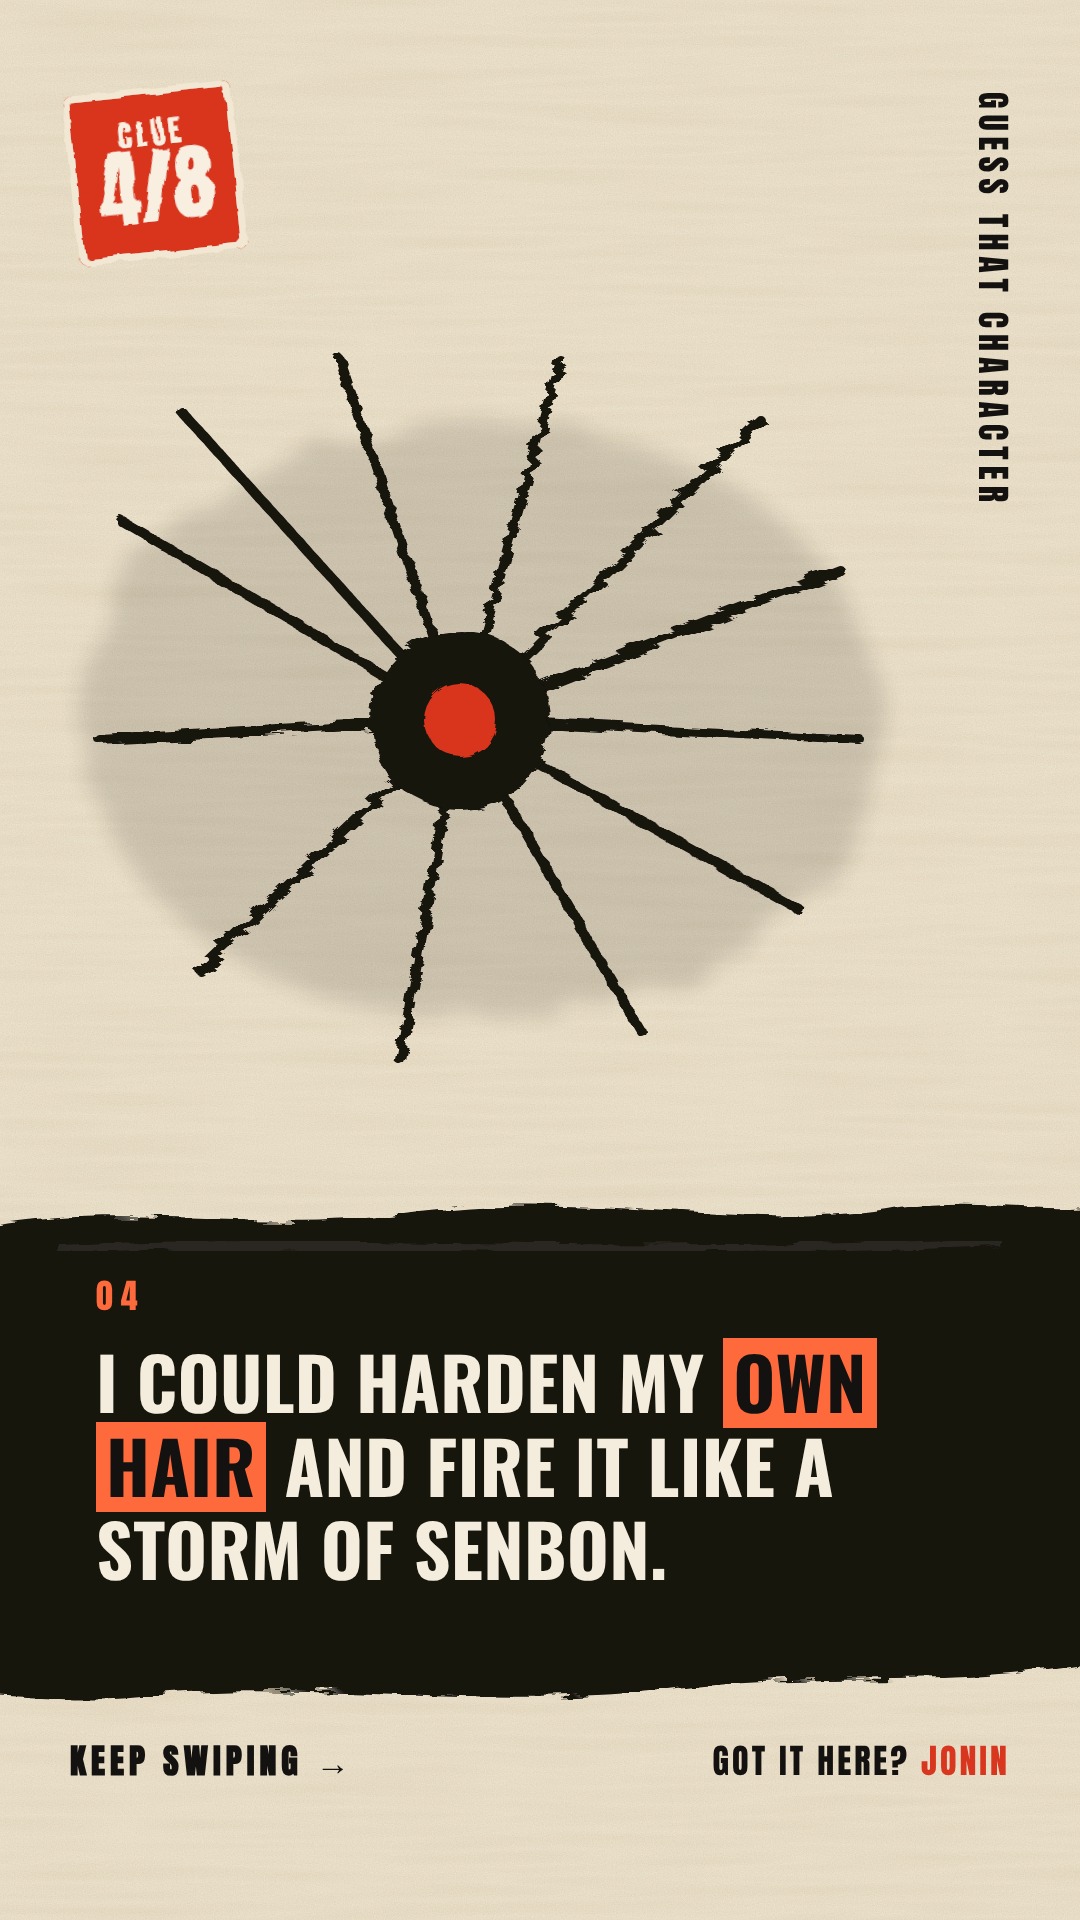 CLUE
4/8
GUESS THAT CHARACTER
04
I COULD HARDEN MY OWN
HAIR AND FIRE IT LIKE A
STORM OF SENBON.
KEEP SWIPING →
GOT IT HERE? JONIN